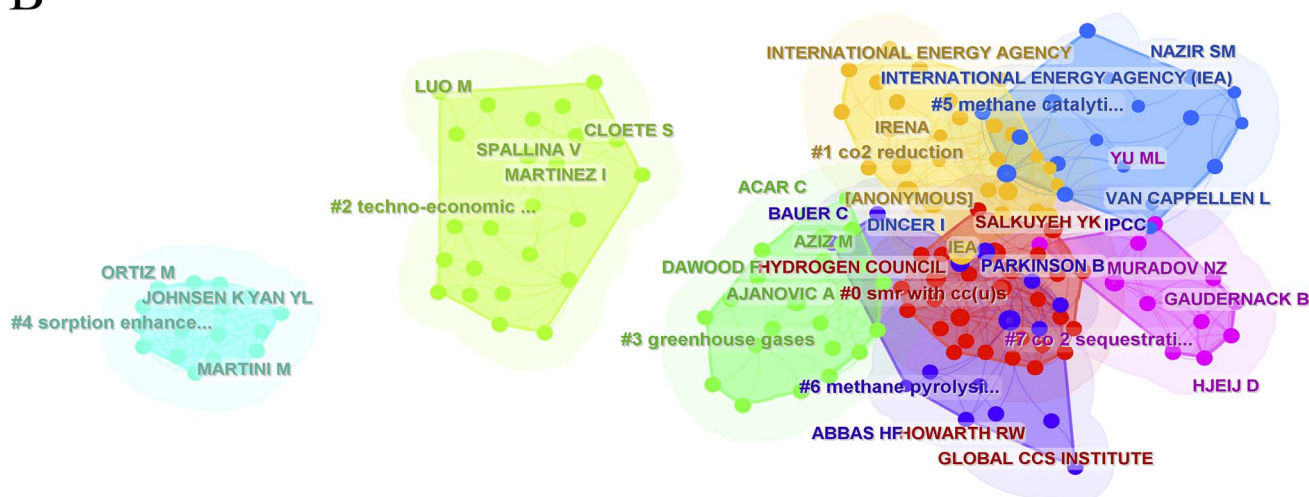 B
INTERNATIONAL ENERGY AGENCY
NAZIR SM
INTERNATIONAL ENERGY AGENCY (IEA)
LUO M
#5 methane catalyti...
CLOETE S
IRENA
SPALLINA V
#1 co2 reduction
YU ML
MARTINEZ I
ACAR C
[ANONYMOUS]
VAN CAPPELLEN L
#2 techno-economic ...
BAUER C
DINCER I
SALKUYEH YK
IPCC
AZIZ M
IEA
ORTIZ M
DAWOOD F
HYDROGEN COUNCIL
PARKINSON B
MURADOV NZ
JOHNSEN K
YAN YL
AJANOVIC A
#0 smr with cc(u)s
GAUDERNACK B
#4 sorption enhance...
#3 greenhouse gases
#7 co 2 sequestrati...
MARTINI M
#6 methane pyrolysi...
HJEIJ D
ABBAS HF
HOWARTH RW
GLOBAL CCS INSTITUTE